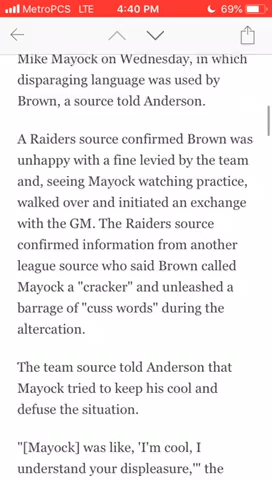 MetroPCS LTE 4:40 PM 69%
Mike Mayock on Wednesday, in which
disparaging language was used by
Brown, a source told Anderson.
A Raiders source confirmed Brown was
unhappy with a fine levied by the team
and, seeing Mayock watching practice,
walked over and initiated an exchange
with the GM. The Raiders source
confirmed information from another
league source who said Brown called
Mayock a "cracker" and unleashed a
barrage of "cuss words" during the
altercation.
The team source told Anderson that
Mayock tried to keep his cool and
defuse the situation.
"[Mayock] was like, 'I'm cool, I
understand your displeasure,'" the